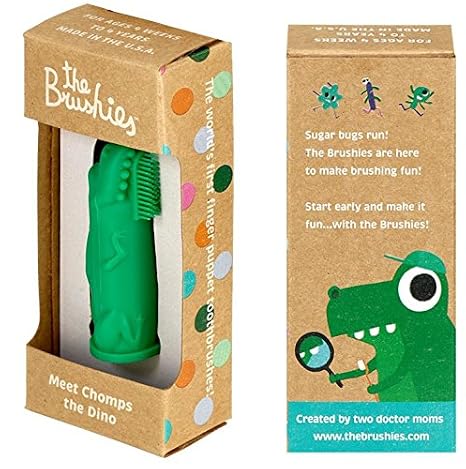 FOR AGES 4 WEEKS
TO 4 YEARS
MADE IN THE U.S.A.
the
Brushies™
The world's first finger puppet toothbrushes!
Meet Chomps
the Dino
FOR AGES 4 WEEKS
TO 4 YEARS
MADE IN THE U.S.A.
Sugar bugs run!
The Brushies are here
to make brushing fun!
Start early and make it
fun...with the Brushies!
Created by two doctor moms
www.thebrushies.com